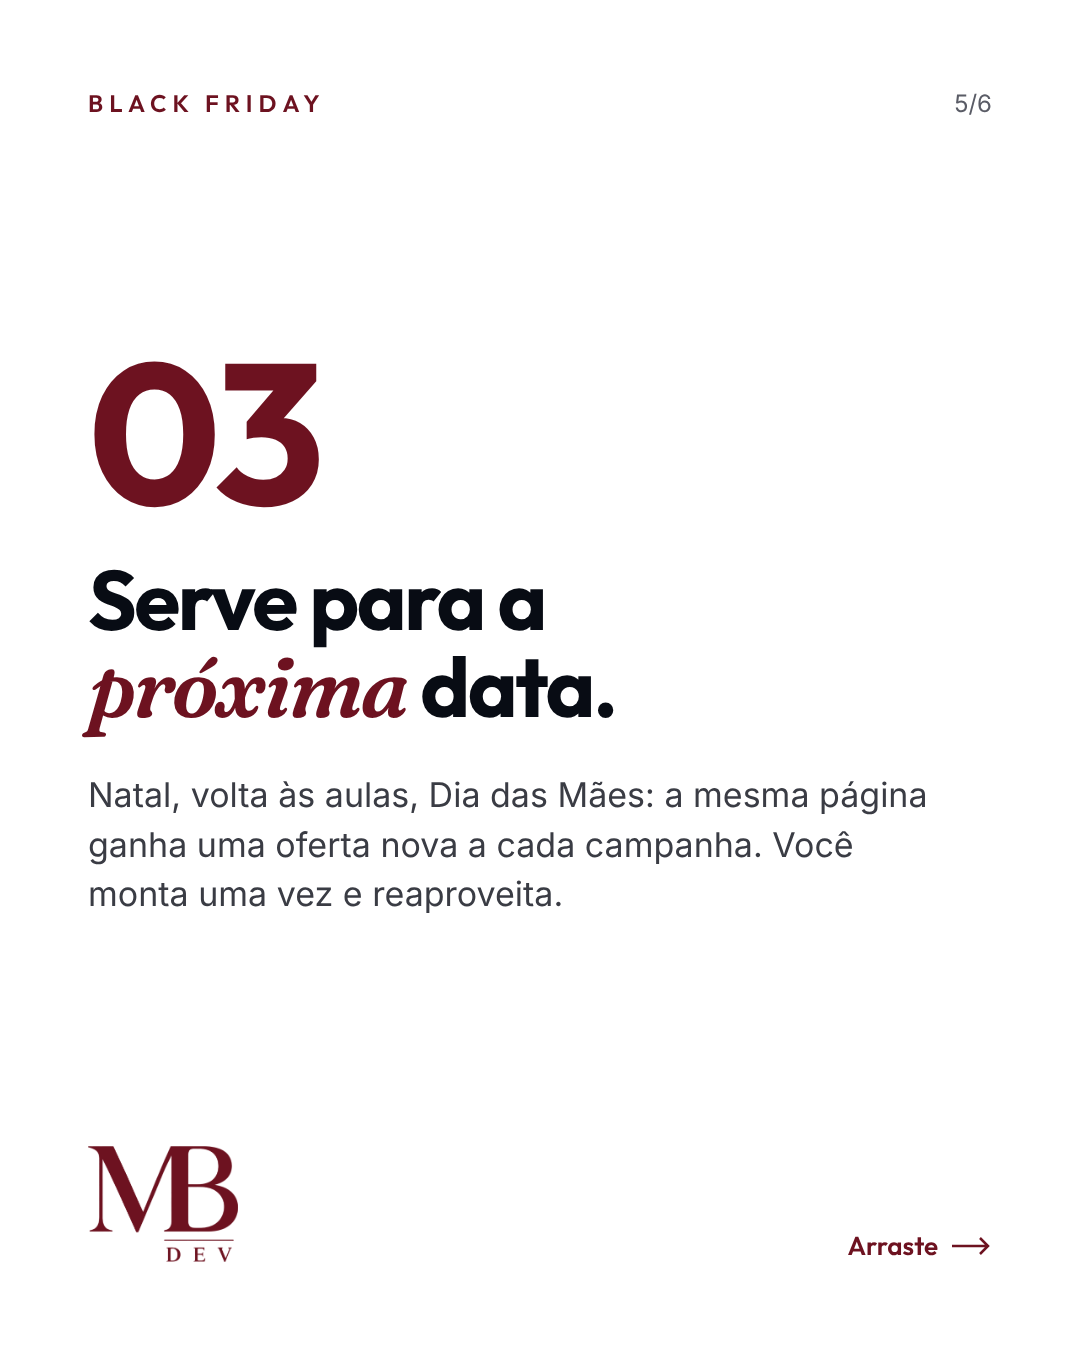 BLACK FRIDAY
5/6
03
Serve para a
próxima data.
Natal, volta às aulas, Dia das Mães: a mesma página
ganha uma oferta nova a cada campanha. Você
monta uma vez e reaproveita.
MB
DEV
Arraste